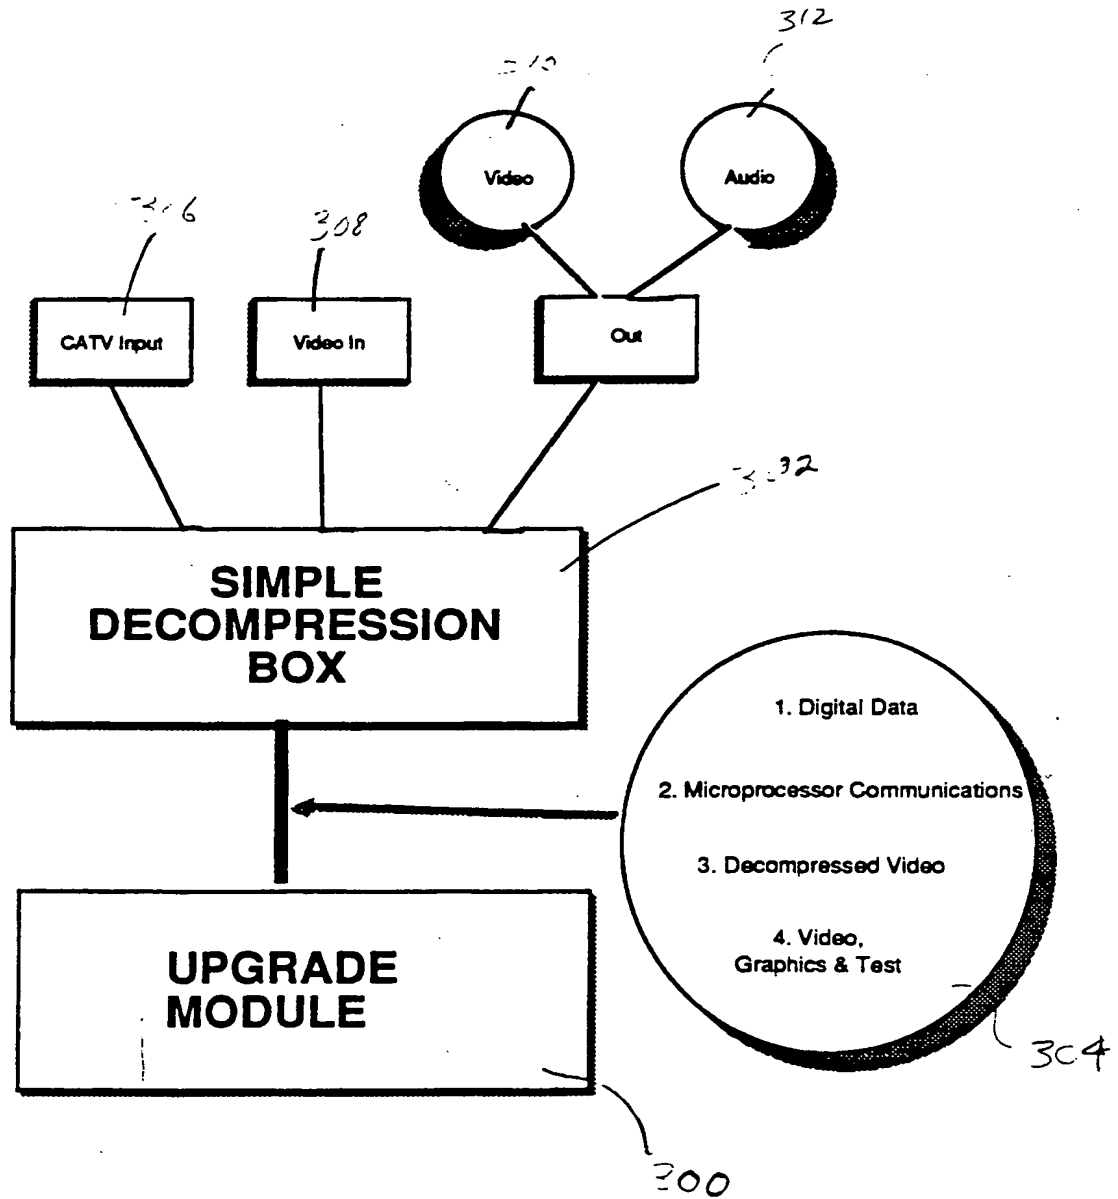 312
Video
Audio
308
CATV Input
Video In
Out
SIMPLE
DECOMPRESSION
BOX
1. Digital Data
2. Microprocessor Communications
3. Decompressed Video
4. Video,
Graphics & Test
UPGRADE
MODULE
304
300